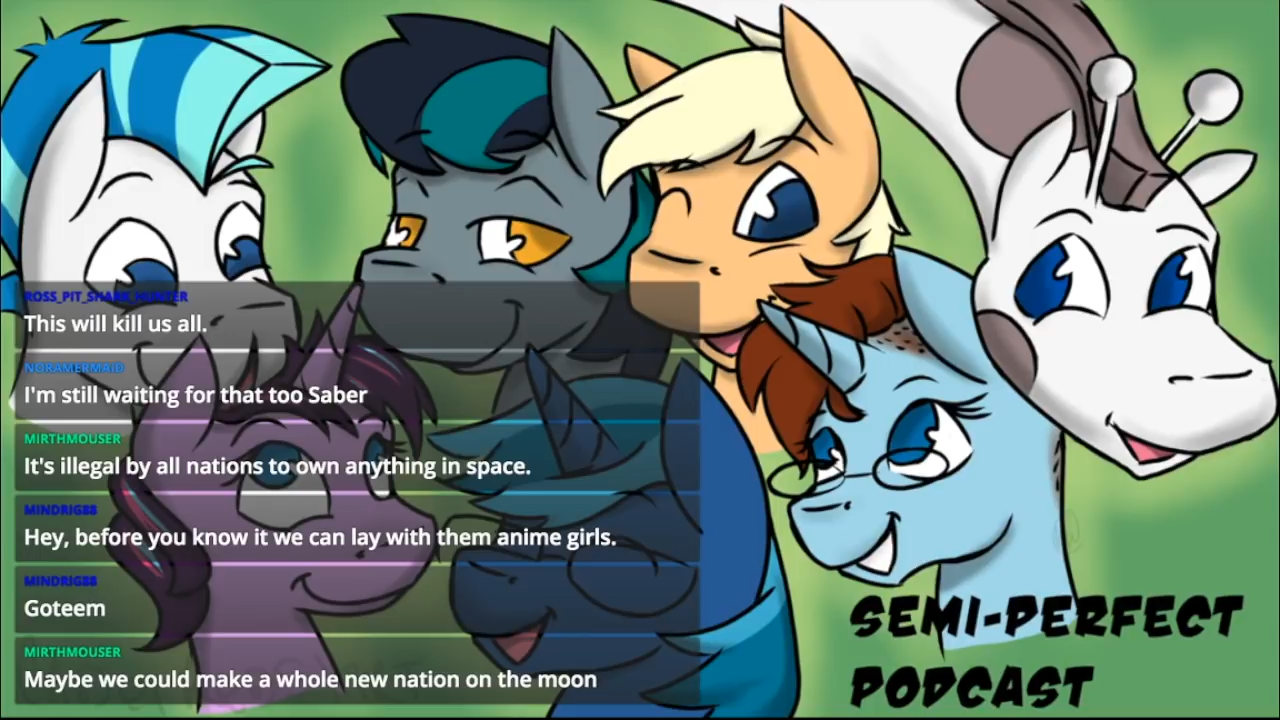 ROSS_PIT_SHARK_HUNTER
This will kill us all.
NORAMERMAID
I'm still waiting for that too Saber
MIRTHMOUSER
It's illegal by all nations to own anything in space.
MINDRIG88
Hey, before you know it we can lay with them anime girls.
MINDRIG88
Goteem
MIRTHMOUSER
Maybe we could make a whole new nation on the moon
SEMI-PERFECT
PODCAST